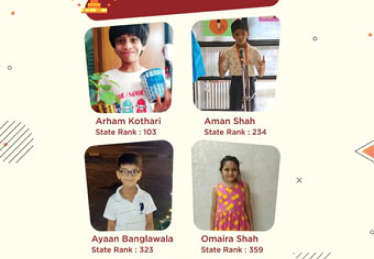 Arham Kothari
State Rank : 103
Aman Shah
State Rank : 234
Ayaan Banglawala
State Rank : 323
Omaira Shah
State Rank : 359